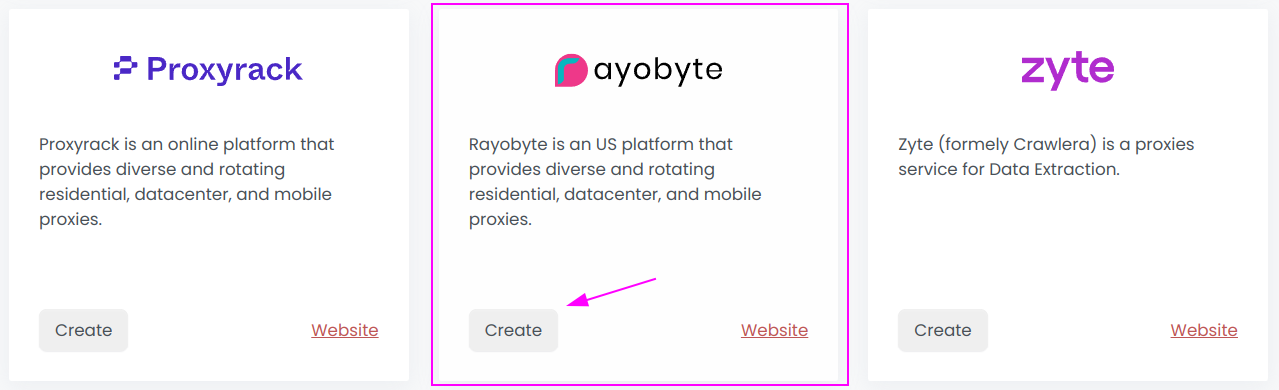 Proxyrack
Proxyrack is an online platform that
provides diverse and rotating
residential, datacenter, and mobile
proxies.
Create
Website
rayobyte
Rayobyte is an US platform that
provides diverse and rotating
residential, datacenter, and mobile
proxies.
Create
Website
zyte
Zyte (formely Crawlera) is a proxies
service for Data Extraction.
Create
Website